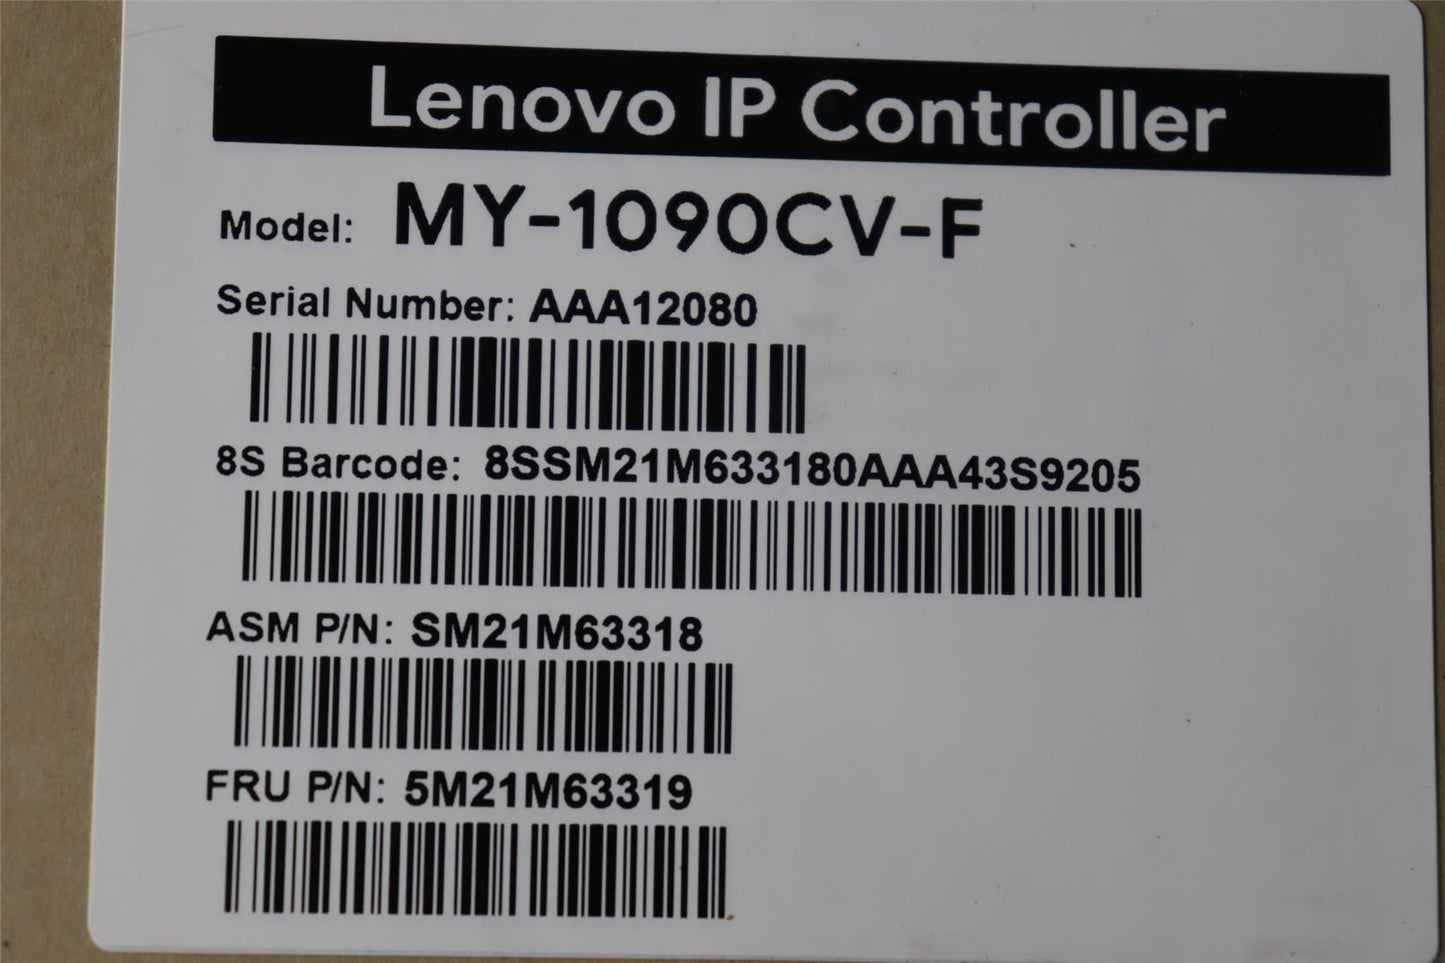 Lenovo IP Controller
Model: MY-1090CV-F
Serial Number: AAA12080
8S Barcode: 8SSM21M633180AAA43S9205
ASM P/N: SM21M63318
FRU P/N: 5M21M63319